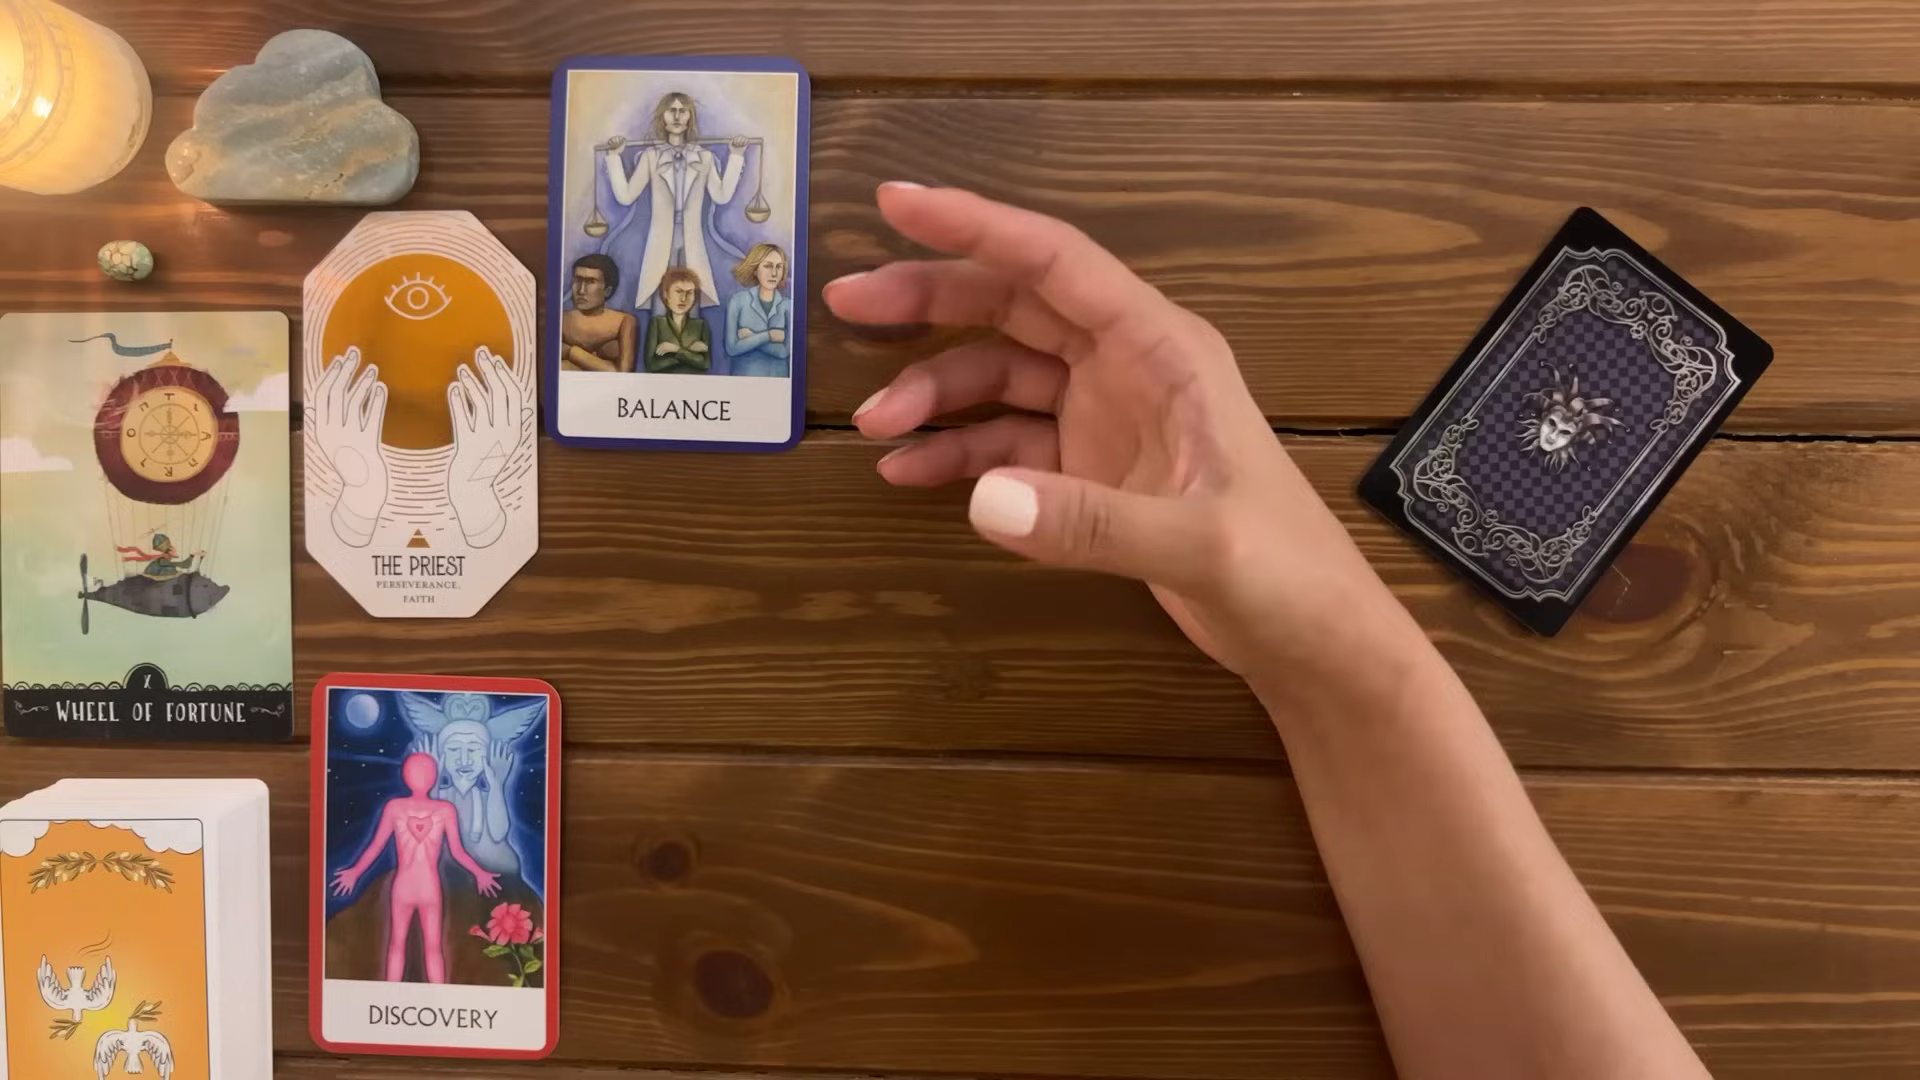 BALANCE
THE PRIEST
PERSEVERANCE,
FAITH
X
WHEEL OF FORTUNE
DISCOVERY